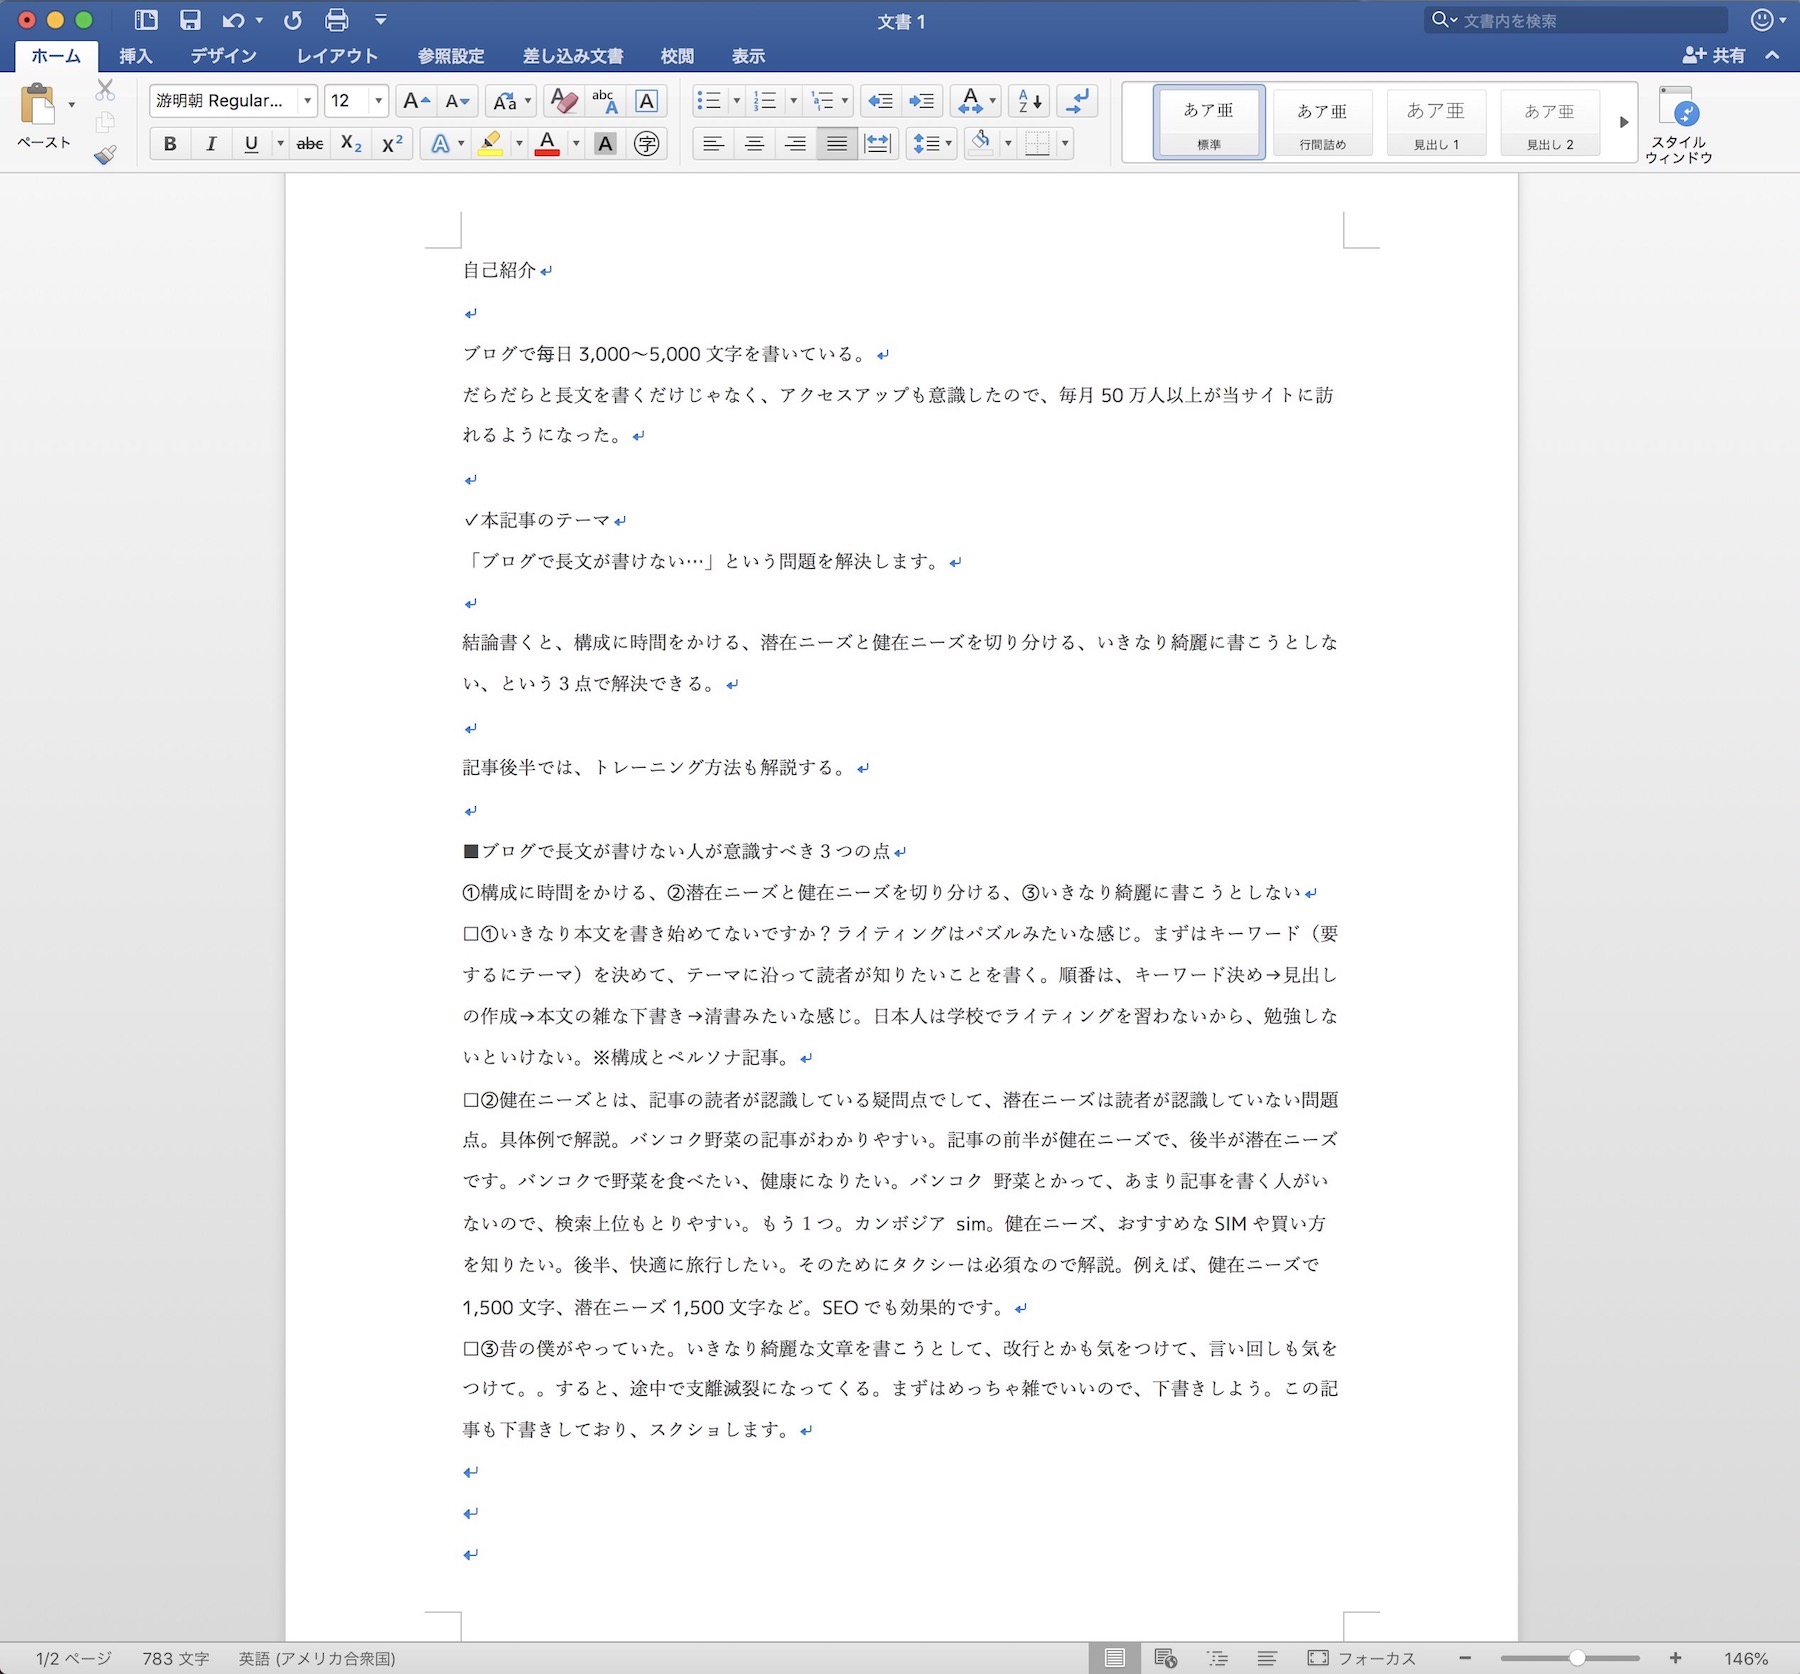 文書 1
文書内を検索
ホーム 挿入 デザイン レイアウト 参照設定 差し込み文書 校閲 表示 共有
ペースト
游明朝 Regular... 12
あア亜 標準
あア亜 行間詰め
あア亜 見出し 1
あア亜 見出し 2
スタイル
ウィンドウ
自己紹介
ブログで毎日 3,000〜5,000 文字を書いている。
だらだらと長文を書くだけじゃなく、アクセスアップも意識したので、毎月 50 万人以上が当サイトに訪
れるようになった。
✓本記事のテーマ
「ブログで長文が書けない…」という問題を解決します。
結論書くと、構成に時間をかける、潜在ニーズと健在ニーズを切り分ける、いきなり綺麗に書こうとしな
い、という３点で解決できる。
記事後半では、トレーニング方法も解説する。
■ブログで長文が書けない人が意識すべき３つの点
①構成に時間をかける、②潜在ニーズと健在ニーズを切り分ける、③いきなり綺麗に書こうとしない
□①いきなり本文を書き始めてないですか？ライティングはパズルみたいな感じ。まずはキーワード（要
するにテーマ）を決めて、テーマに沿って読者が知りたいことを書く。順番は、キーワード決め→見出し
の作成→本文の雑な下書き→清書みたいな感じ。日本人は学校でライティングを習わないから、勉強しな
いといけない。※構成とペルソナ記事。
□②健在ニーズとは、記事の読者が認識している疑問点でして、潜在ニーズは読者が認識していない問題
点。具体例で解説。バンコク野菜の記事がわかりやすい。記事の前半が健在ニーズで、後半が潜在ニーズ
です。バンコクで野菜を食べたい、健康になりたい。バンコク 野菜とかって、あまり記事を書く人がい
ないので、検索上位もとりやすい。もう１つ。カンボジア sim。健在ニーズ、おすすめな SIM や買い方
を知りたい。後半、快適に旅行したい。そのためにタクシーは必須なので解説。例えば、健在ニーズで
1,500 文字、潜在ニーズ 1,500 文字など。SEO でも効果的です。
□③昔の僕がやっていた。いきなり綺麗な文章を書こうとして、改行とかも気をつけて、言い回しも気を
つけて。。すると、途中で支離滅裂になってくる。まずはめっちゃ雑でいいので、下書きしよう。この記
事も下書きしており、スクショします。
1/2 ページ 783 文字 英語 (アメリカ合衆国) フォーカス 146%